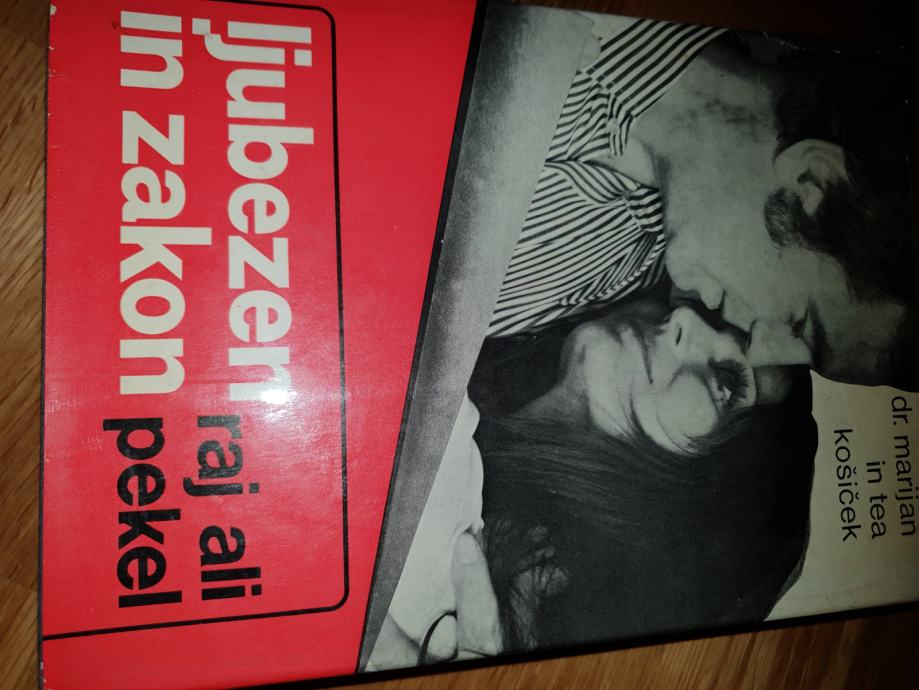 dr. marijan
in tea
košiček
ljubezen raj ali
in zakon pekel